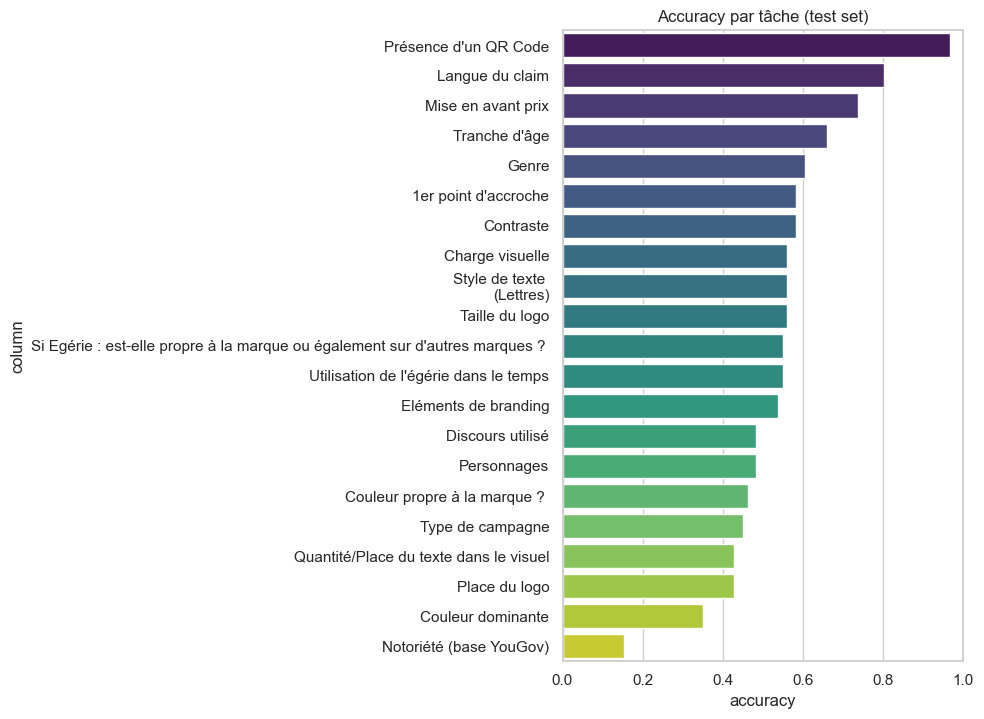 Accuracy par tâche (test set)
Présence d'un QR Code
Langue du claim
Mise en avant prix
Tranche d'âge
Genre
1er point d'accroche
Contraste
Charge visuelle
Style de texte
(Lettres)
Taille du logo
Si Egérie : est-elle propre à la marque ou également sur d'autres marques ?
Utilisation de l'égérie dans le temps
Eléments de branding
Discours utilisé
Personnages
Couleur propre à la marque ?
Type de campagne
Quantité/Place du texte dans le visuel
Place du logo
Couleur dominante
Notoriété (base YouGov)
column
0.0 0.2 0.4 0.6 0.8 1.0
accuracy